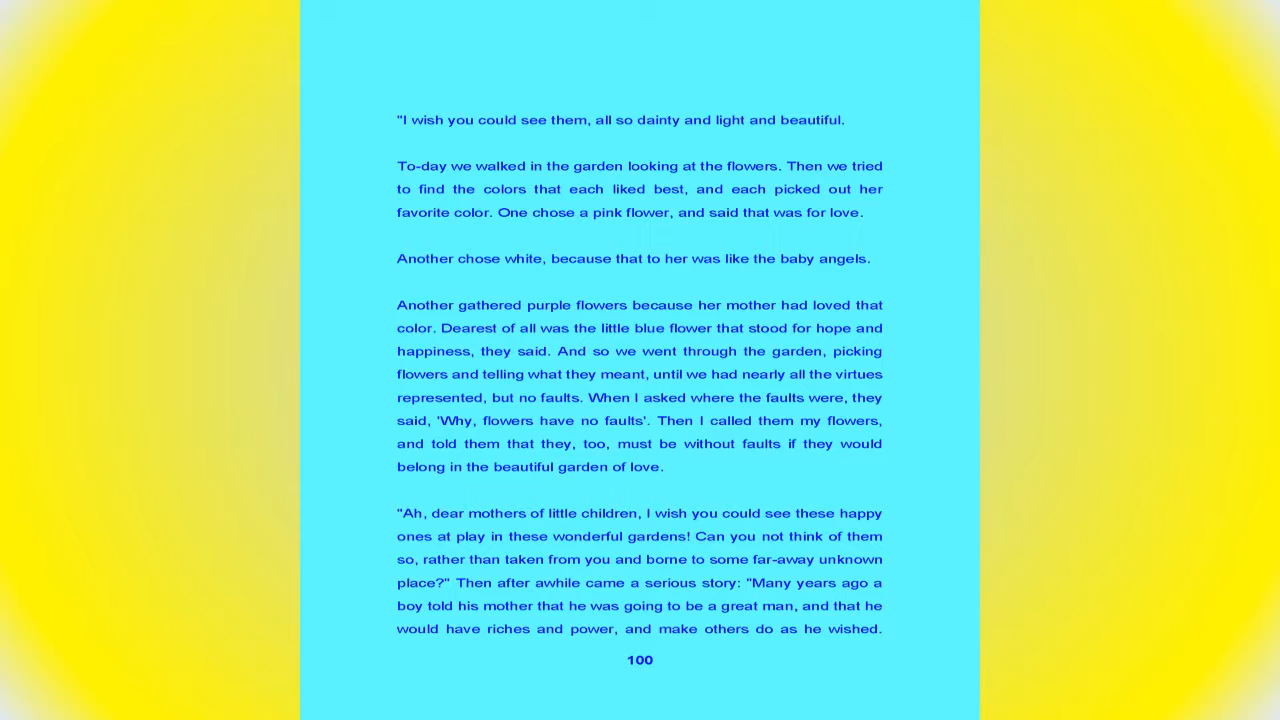 "I wish you could see them, all so dainty and light and beautiful.
To-day we walked in the garden looking at the flowers. Then we tried
to find the colors that each liked best, and each picked out her
favorite color. One chose a pink flower, and said that was for love.
Another chose white, because that to her was like the baby angels.
Another gathered purple flowers because her mother had loved that
color. Dearest of all was the little blue flower that stood for hope and
happiness, they said. And so we went through the garden, picking
flowers and telling what they meant, until we had nearly all the virtues
represented, but no faults. When I asked where the faults were, they
said, 'Why, flowers have no faults'. Then I called them my flowers,
and told them that they, too, must be without faults if they would
belong in the beautiful garden of love.
"Ah, dear mothers of little children, I wish you could see these happy
ones at play in these wonderful gardens! Can you not think of them
so, rather than taken from you and borne to some far-away unknown
place?" Then after awhile came a serious story: "Many years ago a
boy told his mother that he was going to be a great man, and that he
would have riches and power, and make others do as he wished.
100